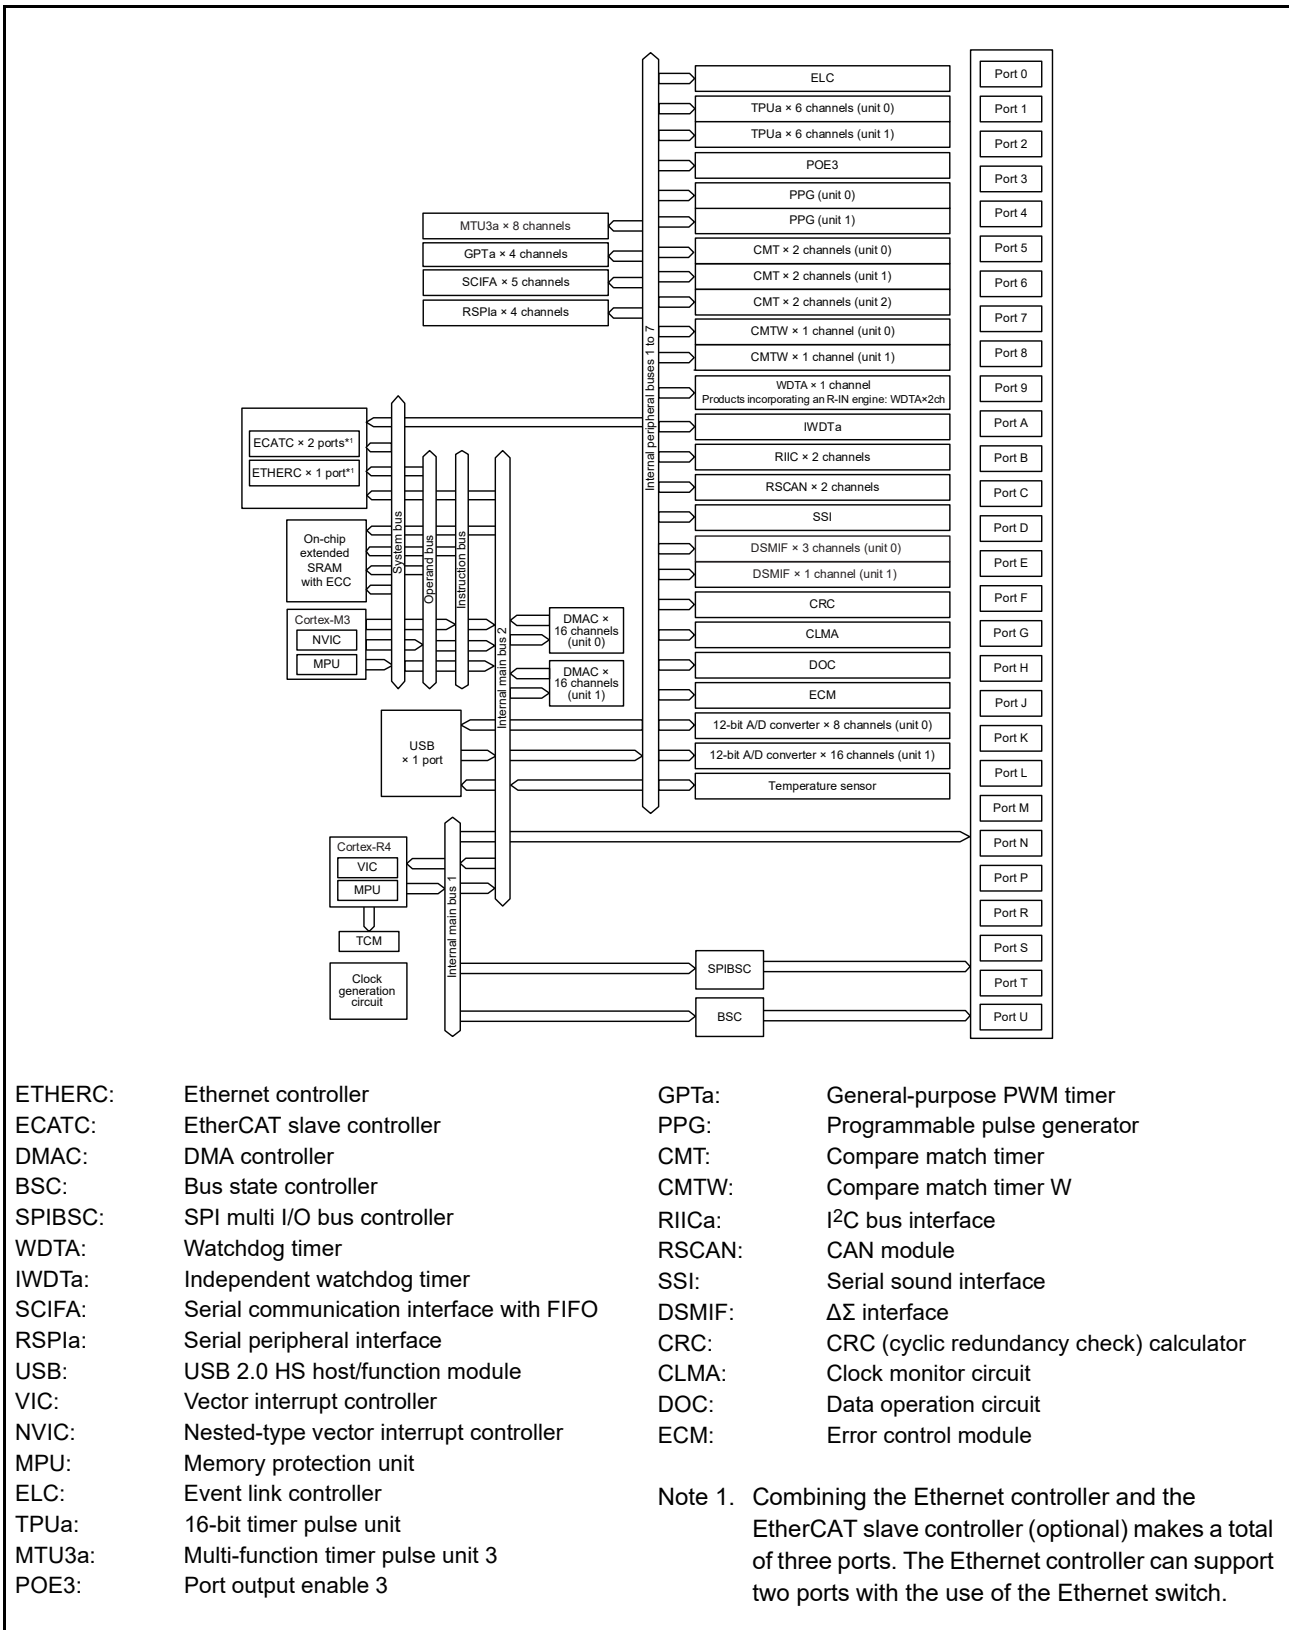 ELC
TPUa × 6 channels (unit 0)
TPUa × 6 channels (unit 1)
POE3
PPG (unit 0)
PPG (unit 1)
CMT × 2 channels (unit 0)
CMT × 2 channels (unit 1)
CMT × 2 channels (unit 2)
CMTW × 1 channel (unit 0)
CMTW × 1 channel (unit 1)
WDTA × 1 channel
Products incorporating an R-IN engine: WDTA×2ch
IWDTa
RIIC × 2 channels
RSCAN × 2 channels
SSI
DSMIF × 3 channels (unit 0)
DSMIF × 1 channel (unit 1)
CRC
CLMA
DOC
ECM
12-bit A/D converter × 8 channels (unit 0)
12-bit A/D converter × 16 channels (unit 1)
Temperature sensor
MTU3a × 8 channels
GPTa × 4 channels
SCIFA × 5 channels
RSPIa × 4 channels
Internal peripheral buses 1 to 7
ECATC × 2 ports*1
ETHERC × 1 port*1
On-chip
extended
SRAM
with ECC
Cortex-M3
NVIC
MPU
System bus
Operand bus
Instruction bus
Internal main bus 2
DMAC ×
16 channels
(unit 0)
DMAC ×
16 channels
(unit 1)
USB
× 1 port
Cortex-R4
VIC
MPU
TCM
Clock
generation
circuit
Internal main bus 1
SPIBSC
BSC
Port 0
Port 1
Port 2
Port 3
Port 4
Port 5
Port 6
Port 7
Port 8
Port 9
Port A
Port B
Port C
Port D
Port E
Port F
Port G
Port H
Port J
Port K
Port L
Port M
Port N
Port P
Port R
Port S
Port T
Port U
ETHERC: Ethernet controller
ECATC: EtherCAT slave controller
DMAC: DMA controller
BSC: Bus state controller
SPIBSC: SPI multi I/O bus controller
WDTA: Watchdog timer
IWDTa: Independent watchdog timer
SCIFA: Serial communication interface with FIFO
RSPIa: Serial peripheral interface
USB: USB 2.0 HS host/function module
VIC: Vector interrupt controller
NVIC: Nested-type vector interrupt controller
MPU: Memory protection unit
ELC: Event link controller
TPUa: 16-bit timer pulse unit
MTU3a: Multi-function timer pulse unit 3
POE3: Port output enable 3
GPTa: General-purpose PWM timer
PPG: Programmable pulse generator
CMT: Compare match timer
CMTW: Compare match timer W
RIICa: I2C bus interface
RSCAN: CAN module
SSI: Serial sound interface
DSMIF: ΔΣ interface
CRC: CRC (cyclic redundancy check) calculator
CLMA: Clock monitor circuit
DOC: Data operation circuit
ECM: Error control module
Note 1. Combining the Ethernet controller and the
EtherCAT slave controller (optional) makes a total
of three ports. The Ethernet controller can support
two ports with the use of the Ethernet switch.